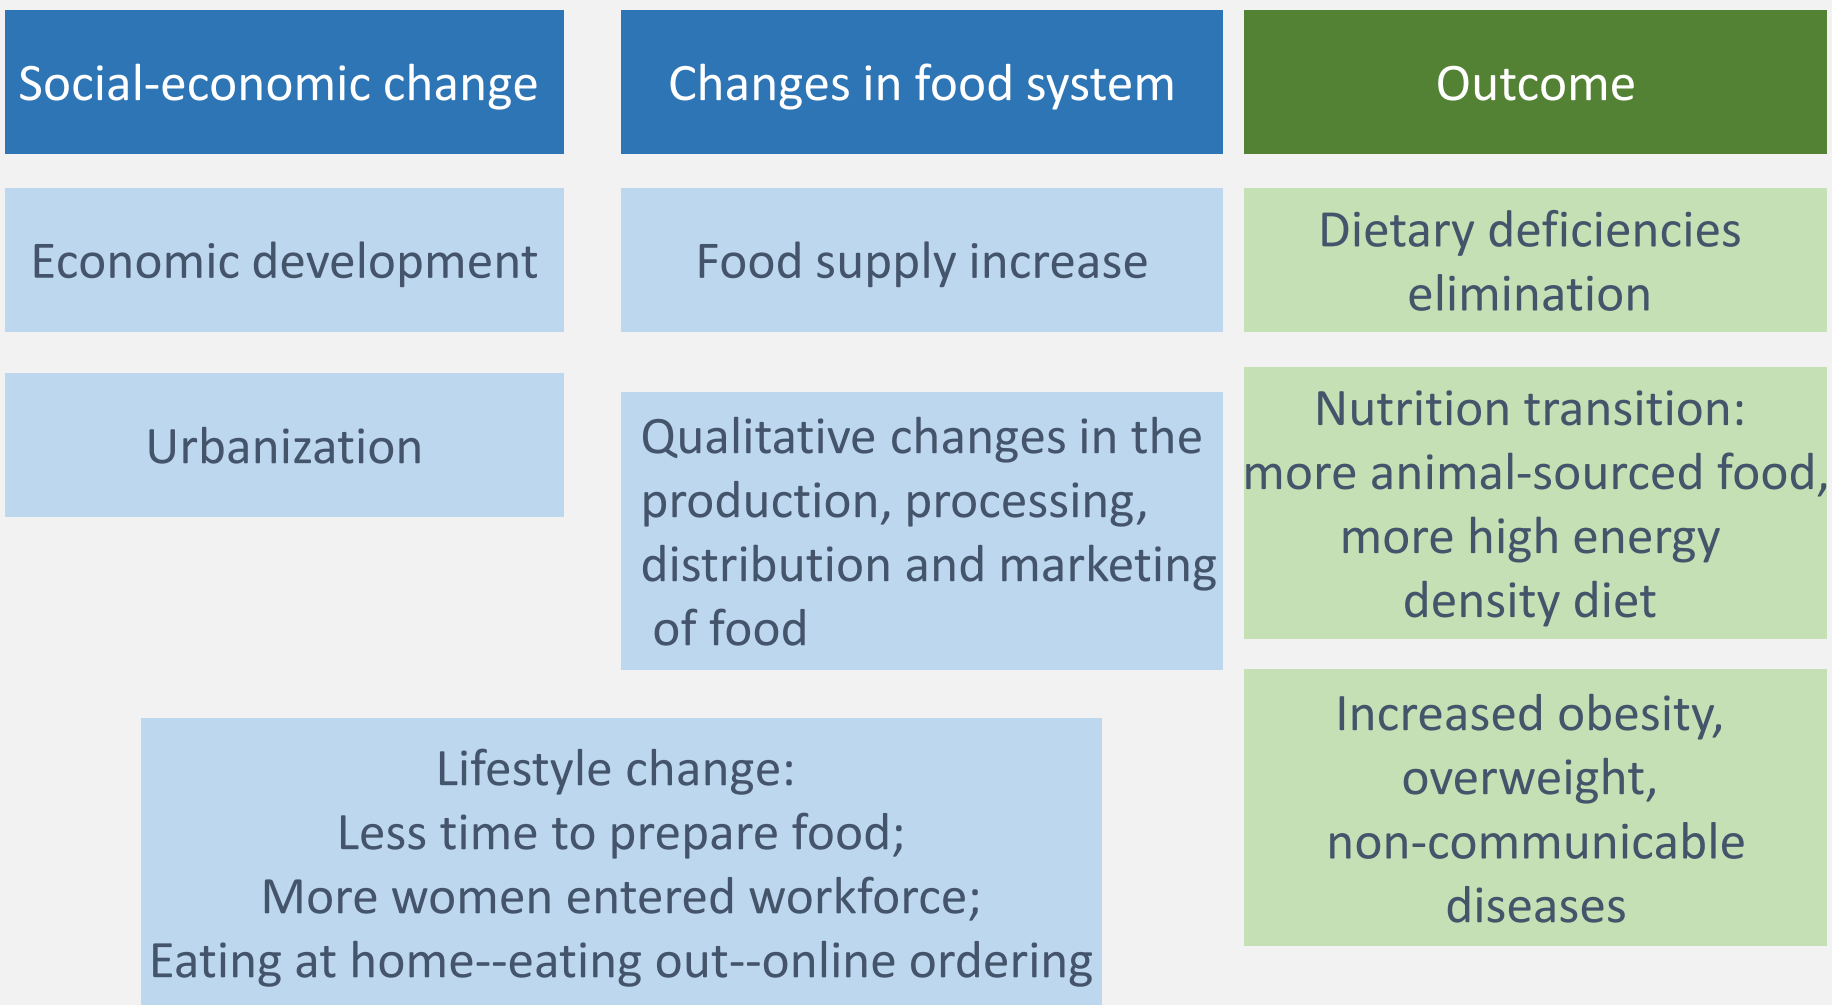 Social-economic change
Changes in food system
Outcome
Economic development
Food supply increase
Dietary deficiencies
elimination
Urbanization
Qualitative changes in the
production, processing,
distribution and marketing
of food
Nutrition transition:
more animal-sourced food,
more high energy
density diet
Lifestyle change:
Less time to prepare food;
More women entered workforce;
Eating at home--eating out--online ordering
Increased obesity,
overweight,
non-communicable
diseases